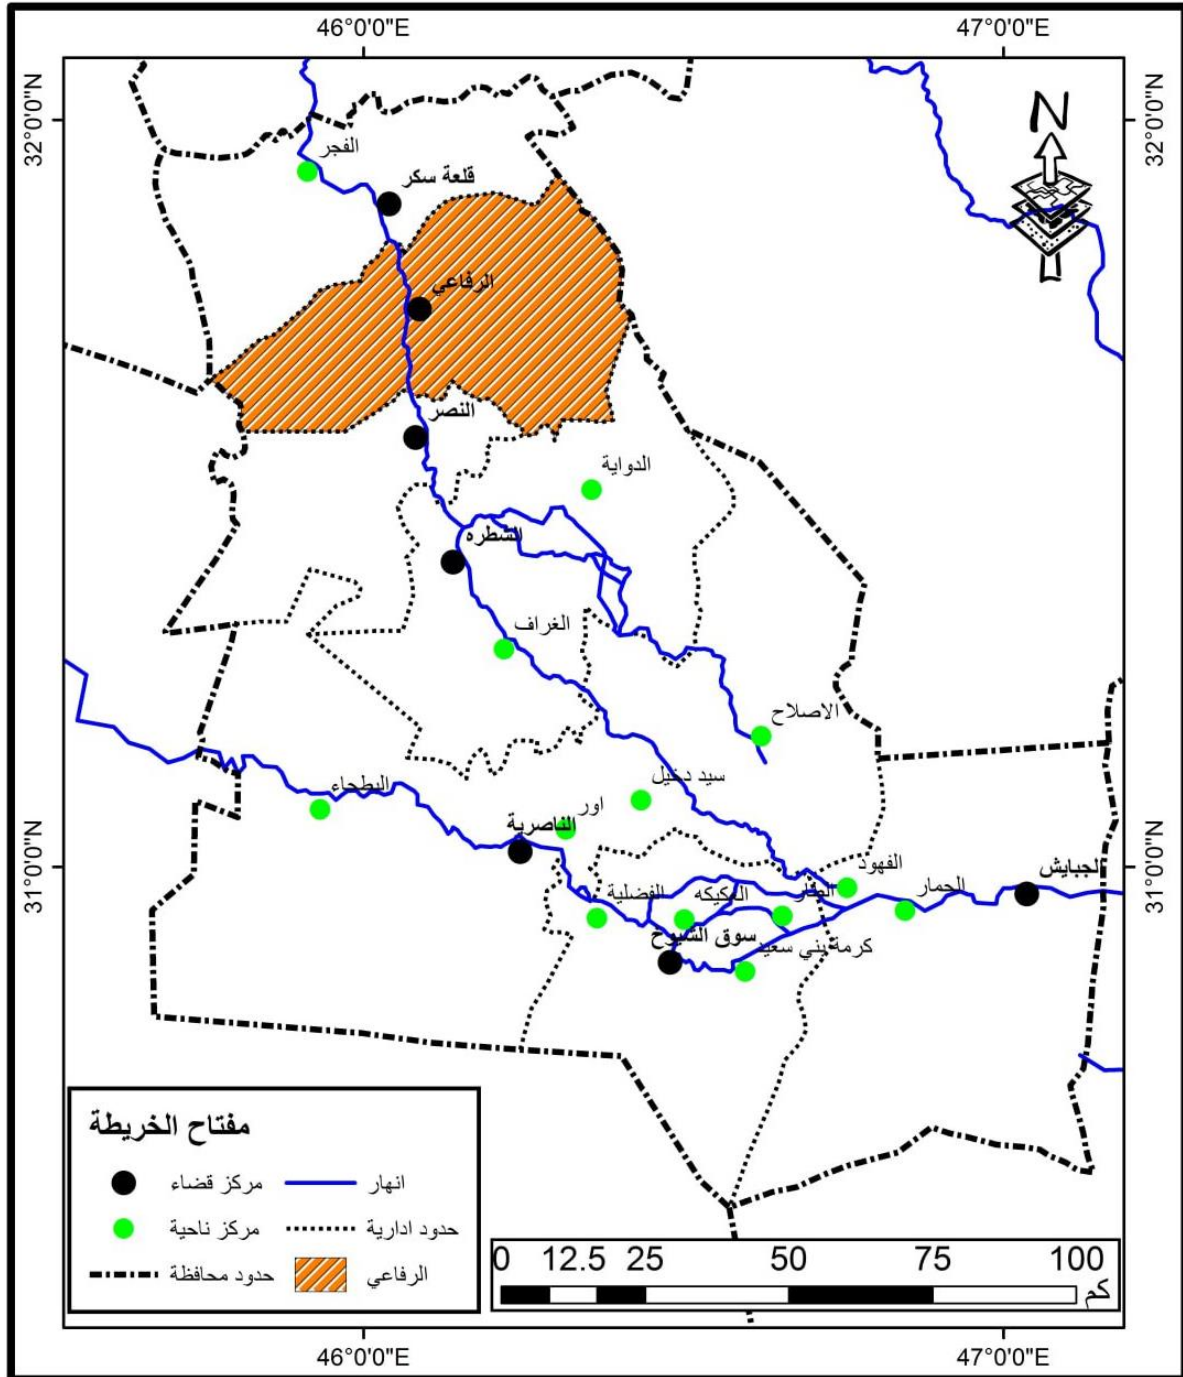 46°0'0"E
47°0'0"E
32°0'0"N
32°0'0"N
N
الفجر
قلعة سكر
الرفاعي
النصر
الدواية
الشطره
الغراف
الاصلاح
سيد دخيل
البطحاء
اور
الناصرية
31°0'0"N
31°0'0"N
الجبايش
الفهود
الحمار
الطار
العكيكه
الفضلية
سوق الشيوخ
كرمة بني سعيد
مفتاح الخريطة
مركز قضاء
انهار
مركز ناحية
حدود ادارية
حدود محافظة
الرفاعي
0 12.5 25 50 75 100
كم
46°0'0"E
47°0'0"E